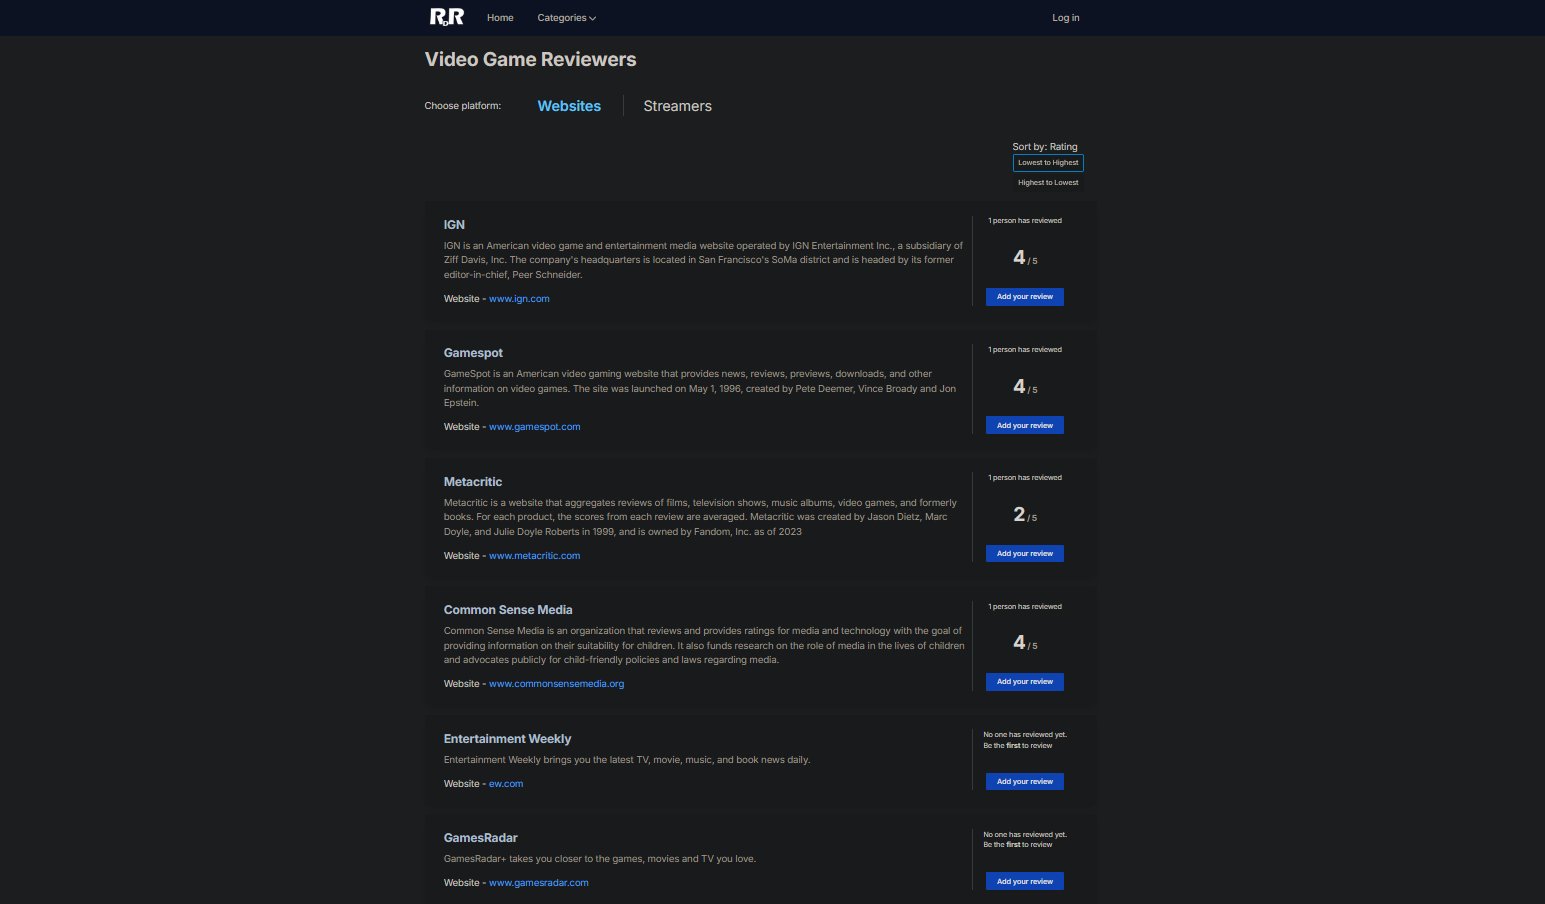 RDR
Home
Categories
Log in
Video Game Reviewers
Choose platform:
Websites
Streamers
Sort by: Rating
Lowest to Highest
Highest to Lowest
IGN
IGN is an American video game and entertainment media website operated by IGN Entertainment Inc., a subsidiary of
Ziff Davis, Inc. The company's headquarters is located in San Francisco's SoMa district and is headed by its former
editor-in-chief, Peer Schneider.
Website - www.ign.com
1 person has reviewed
4 / 5
Add your review
Gamespot
GameSpot is an American video gaming website that provides news, reviews, previews, downloads, and other
information on video games. The site was launched on May 1, 1996, created by Pete Deemer, Vince Broady and Jon
Epstein.
Website - www.gamespot.com
1 person has reviewed
4 / 5
Add your review
Metacritic
Metacritic is a website that aggregates reviews of films, television shows, music albums, video games, and formerly
books. For each product, the scores from each review are averaged. Metacritic was created by Jason Dietz, Marc
Doyle, and Julie Doyle Roberts in 1999, and is owned by Fandom, Inc. as of 2023
Website - www.metacritic.com
1 person has reviewed
2 / 5
Add your review
Common Sense Media
Common Sense Media is an organization that reviews and provides ratings for media and technology with the goal of
providing information on their suitability for children. It also funds research on the role of media in the lives of children
and advocates publicly for child-friendly policies and laws regarding media.
Website - www.commonsensemedia.org
1 person has reviewed
4 / 5
Add your review
Entertainment Weekly
Entertainment Weekly brings you the latest TV, movie, music, and book news daily.
Website - ew.com
No one has reviewed yet.
Be the first to review
Add your review
GamesRadar
GamesRadar+ takes you closer to the games, movies and TV you love.
Website - www.gamesradar.com
No one has reviewed yet.
Be the first to review
Add your review